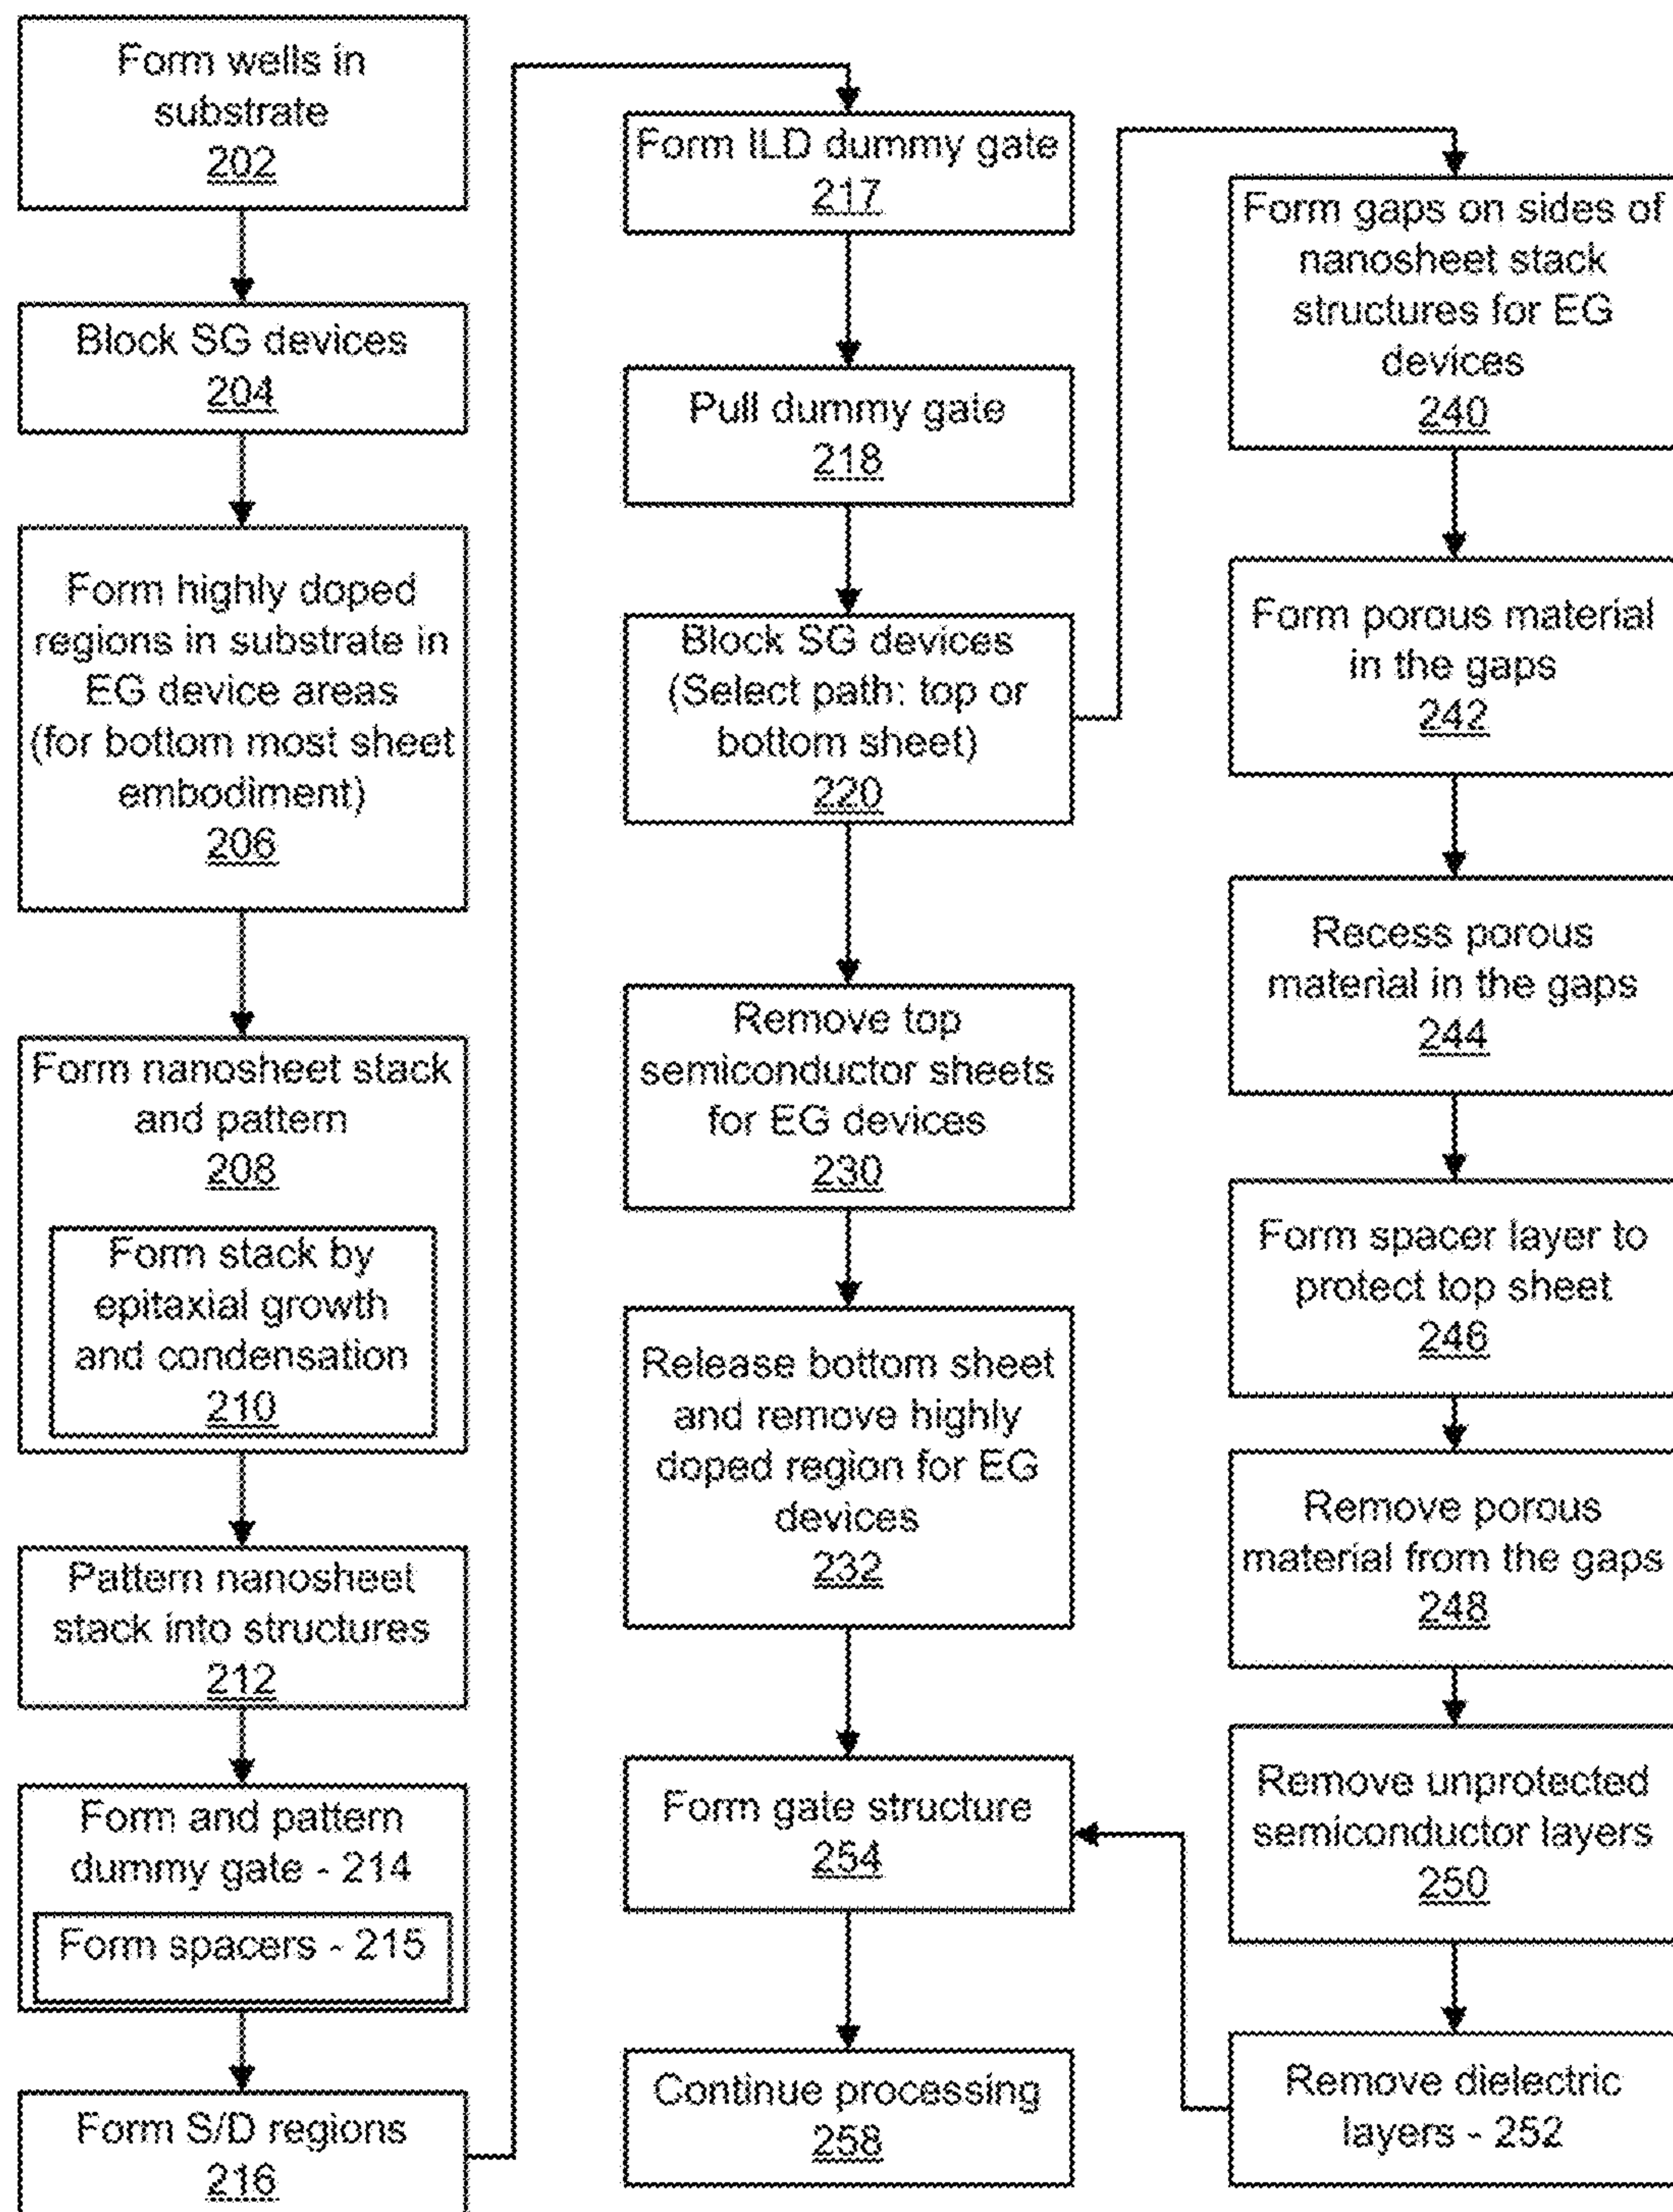 Form wells in
substrate
202
Block SG devices
204
Form highly doped
regions in substrate in
EG device areas
(for bottom most sheet
embodiment)
206
Form nanosheet stack
and pattern
208
Form stack by
epitaxial growth
and condensation
210
Pattern nanosheet
stack into structures
212
Form and pattern
dummy gate - 214
Form spacers - 215
Form S/D regions
216
Form ILD dummy gate
217
Pull dummy gate
218
Block SG devices
(Select path: top or
bottom sheet)
220
Remove top
semiconductor sheets
for EG devices
230
Release bottom sheet
and remove highly
doped region for EG
devices
232
Form gate structure
254
Continue processing
258
Form gaps on sides of
nanosheet stack
structures for EG
devices
240
Form porous material
in the gaps
242
Recess porous
material in the gaps
244
Form spacer layer to
protect top sheet
246
Remove porous
material from the gaps
248
Remove unprotected
semiconductor layers
250
Remove dielectric
layers - 252